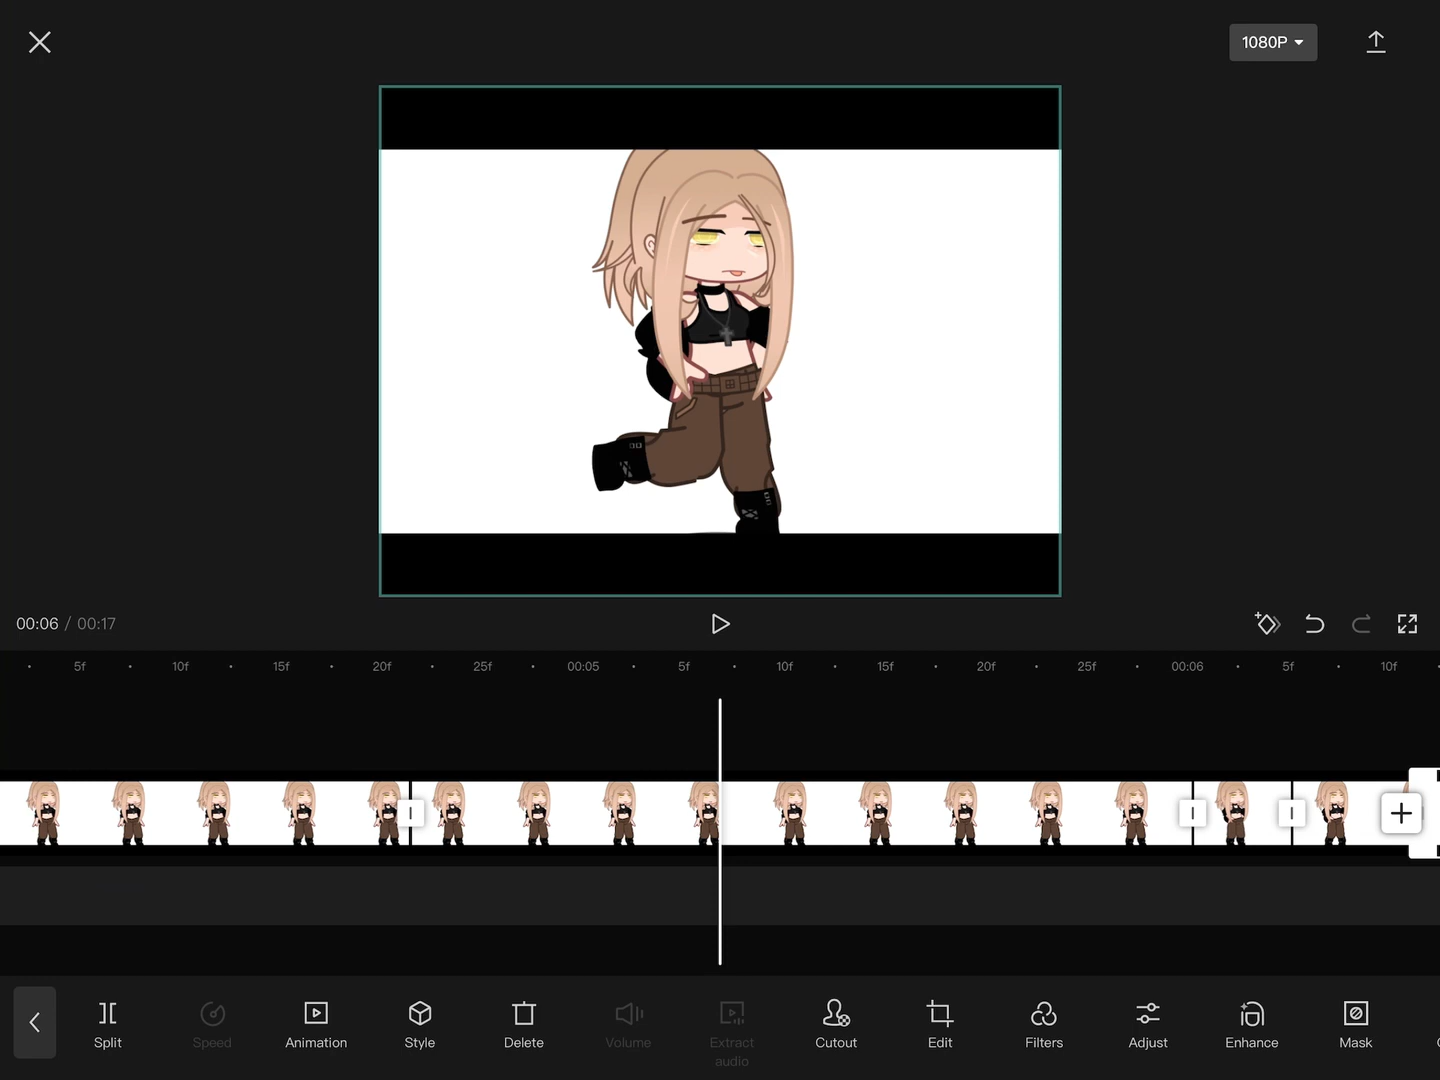 1080P
00:06 / 00:17
5f 10f 15f 20f 25f 00:05 5f 10f 15f 20f 25f 00:06 5f 10f
Split Speed Animation Style Delete Volume Extract audio Cutout Edit Filters Adjust Enhance Mask